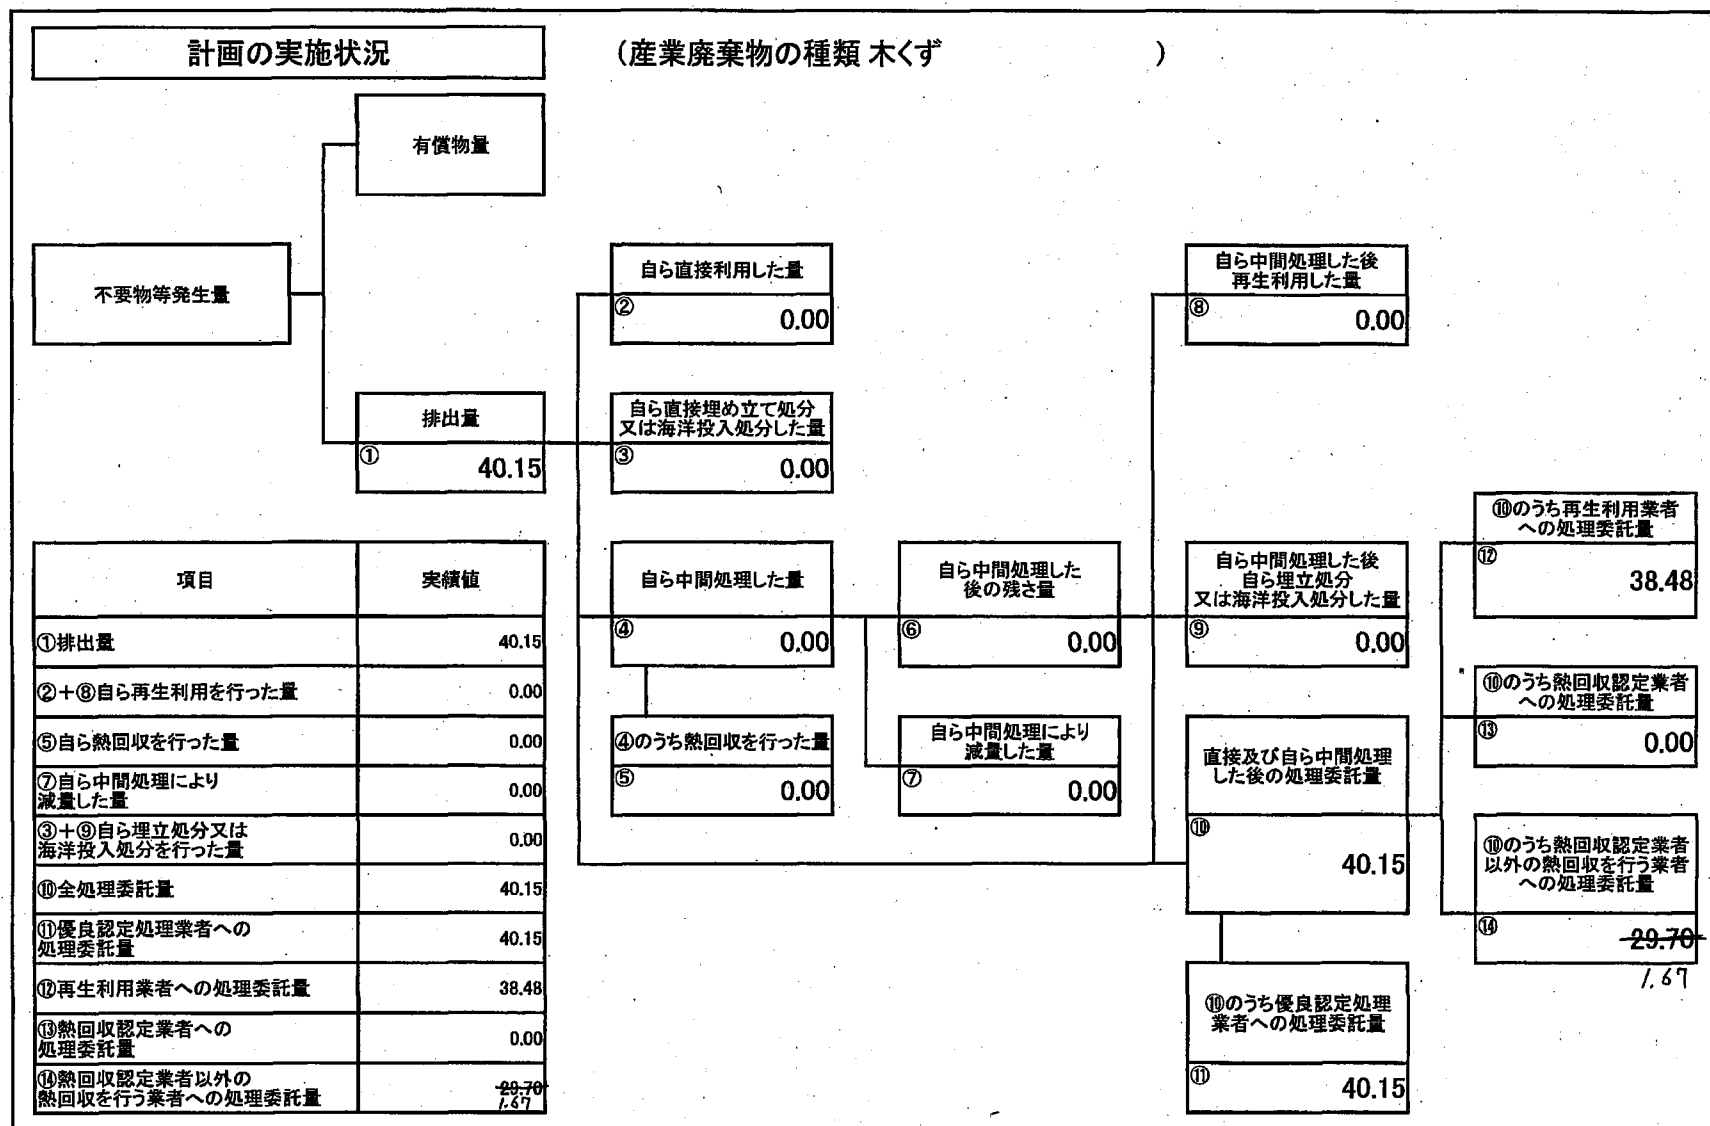 計画の実施状況
(産業廃棄物の種類 木くず )
有償物量
不要物等発生量
排出量
① 40.15
自ら直接利用した量
② 0.00
自ら直接埋め立て処分
又は海洋投入処分した量
③ 0.00
自ら中間処理した量
④ 0.00
④のうち熱回収を行った量
⑤ 0.00
自ら中間処理した
後の残さ量
⑥ 0.00
自ら中間処理により
減量した量
⑦ 0.00
自ら中間処理した後
再生利用した量
⑧ 0.00
自ら中間処理した後
自ら埋立処分
又は海洋投入処分した量
⑨ 0.00
直接及び自ら中間処理
した後の処理委託量
⑩
40.15
⑩のうち優良認定処理
業者への処理委託量
⑪ 40.15
⑩のうち再生利用業者
への処理委託量
⑫
38.48
⑩のうち熱回収認定業者
への処理委託量
⑬ 0.00
⑩のうち熱回収認定業者
以外の熱回収を行う業者
への処理委託量
⑭ 29.70
1.67
項目 実績値
①排出量 40.15
②+⑧自ら再生利用を行った量 0.00
⑤自ら熱回収を行った量 0.00
⑦自ら中間処理により
減量した量 0.00
③+⑨自ら埋立処分又は
海洋投入処分を行った量 0.00
⑩全処理委託量 40.15
⑪優良認定処理業者への
処理委託量 40.15
⑫再生利用業者への処理委託量 38.48
⑬熱回収認定業者への
処理委託量 0.00
⑭熱回収認定業者以外の
熱回収を行う業者への処理委託量 29.70
1.67